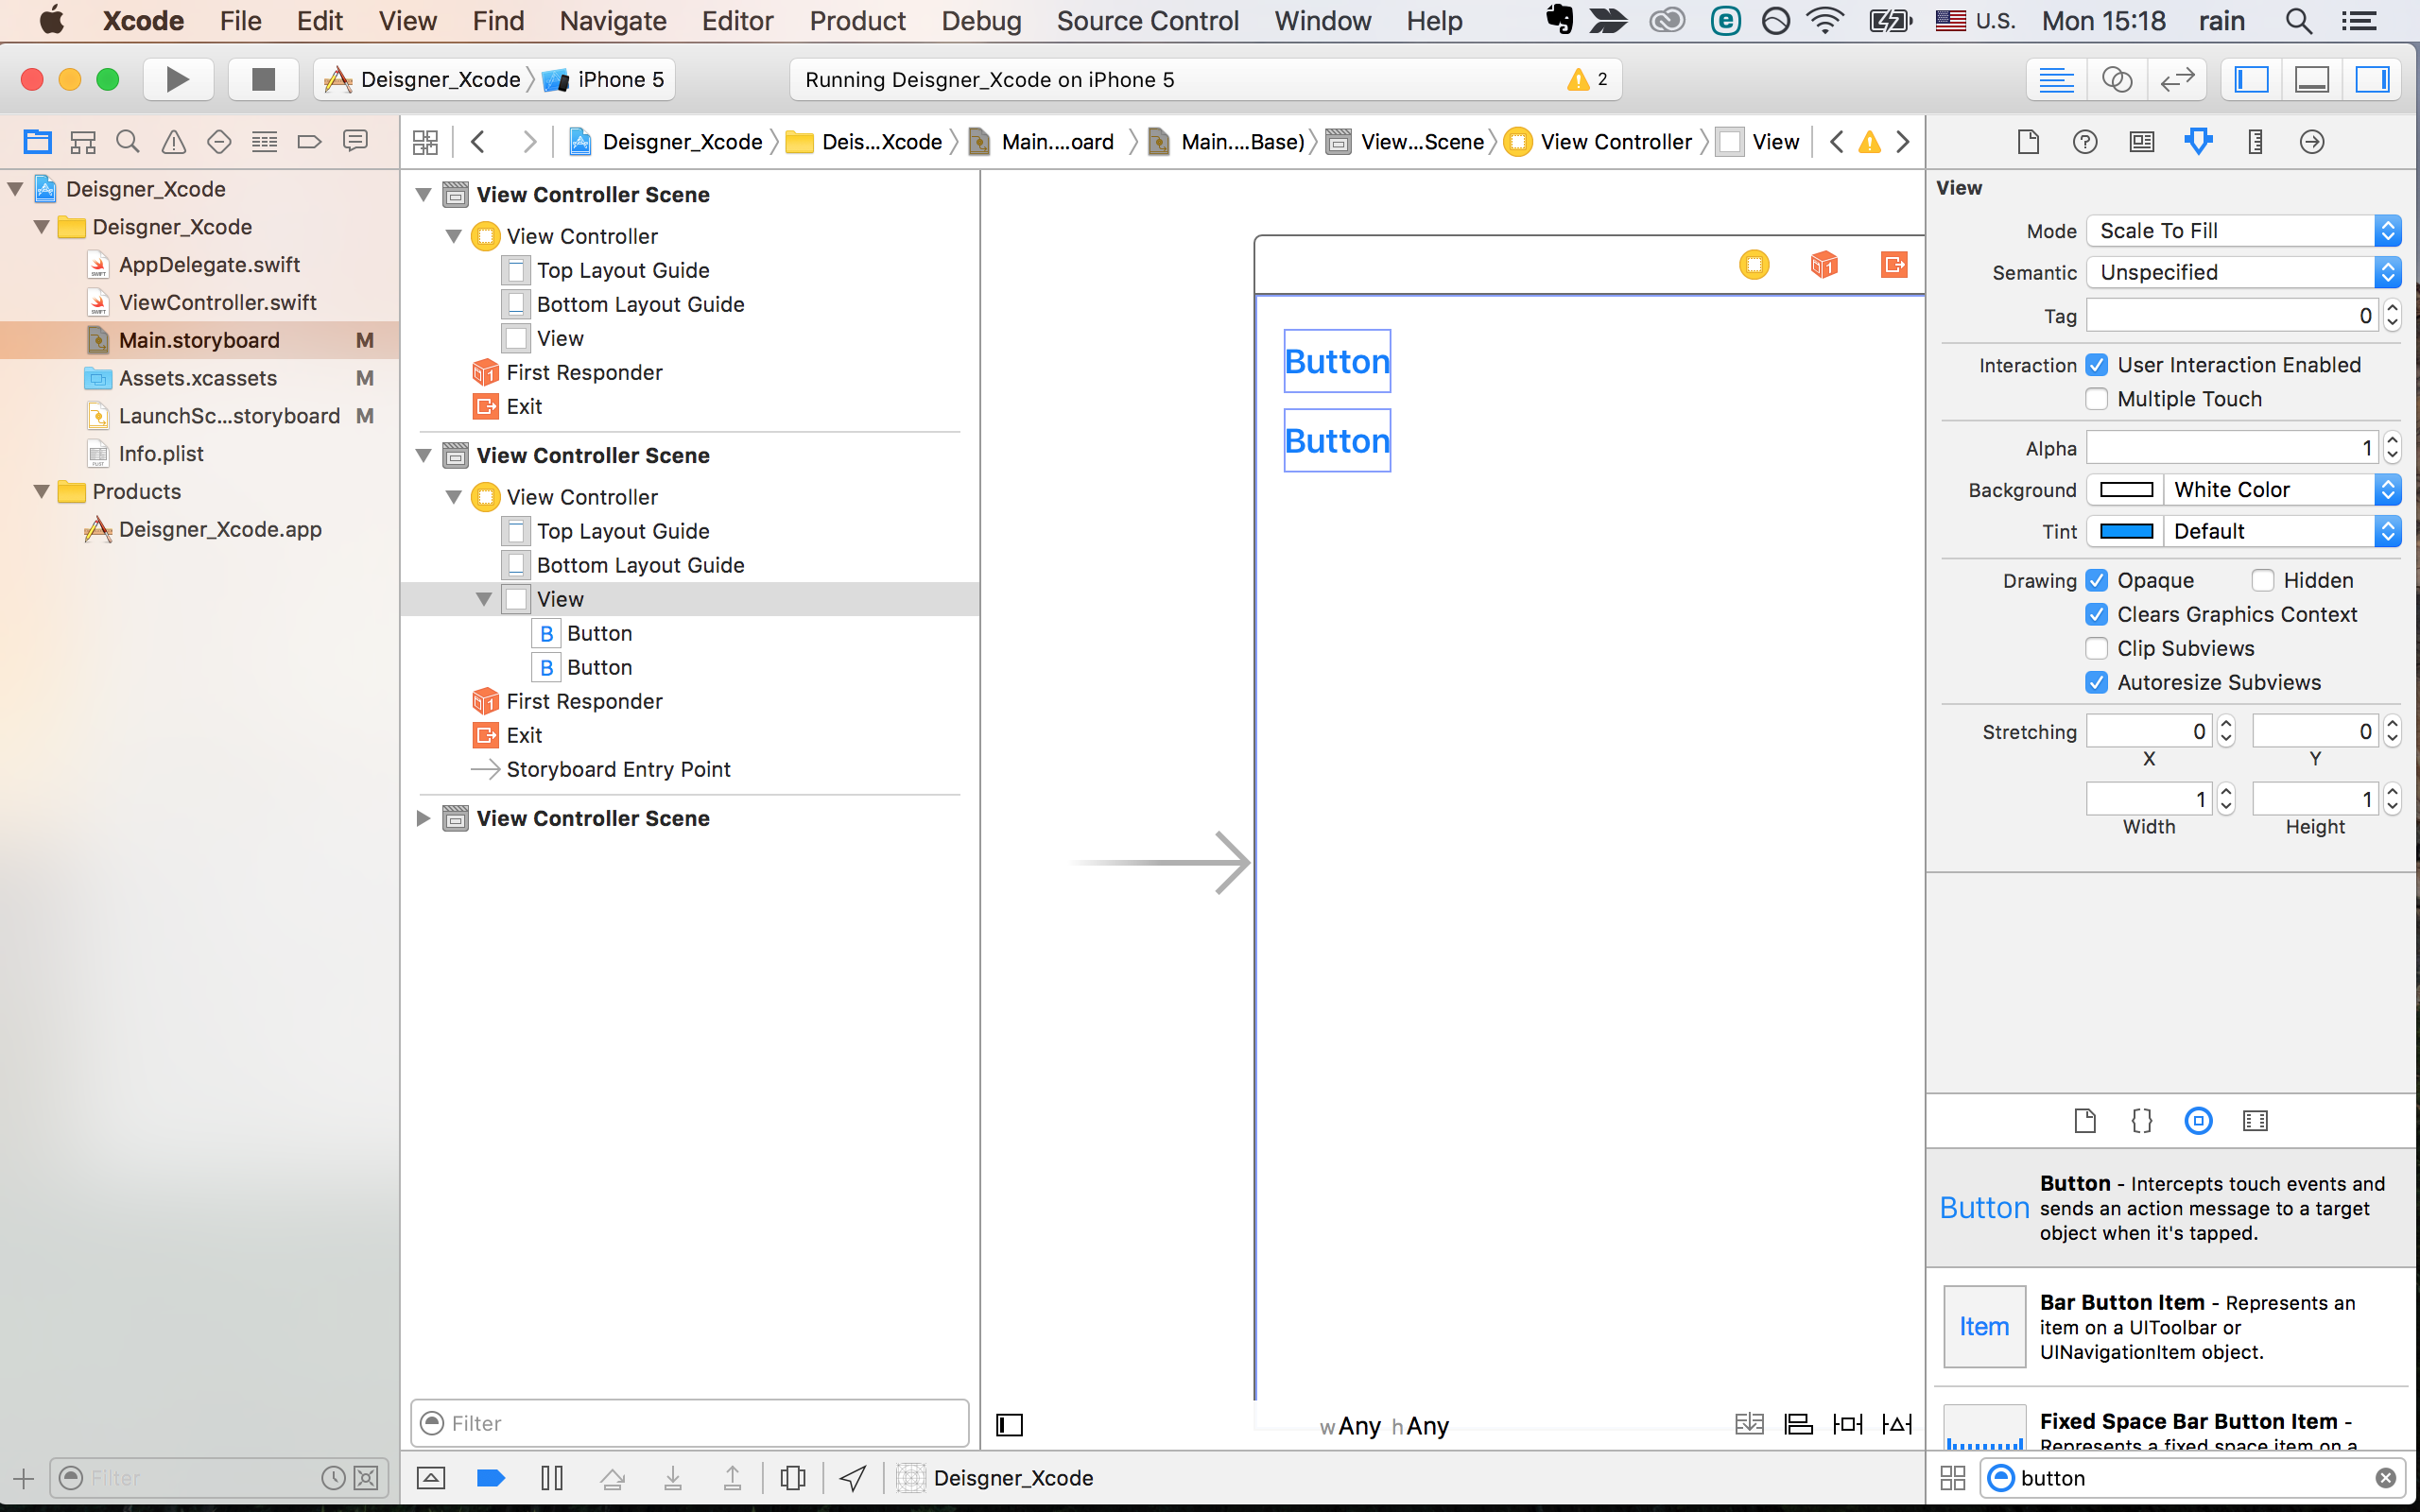 Xcode File Edit View Find Navigate Editor Product Debug Source Control Window Help U.S. Mon 15:18 rain
Deisgner_Xcode iPhone 5 Running Deisgner_Xcode on iPhone 5 2
Deisgner_Xcode Deis...Xcode Main....oard Main....Base) View...Scene View Controller View
Deisgner_Xcode
Deisgner_Xcode
AppDelegate.swift
ViewController.swift
Main.storyboard M
Assets.xcassets M
LaunchSc...storyboard M
Info.plist
Products
Deisgner_Xcode.app
Filter
View Controller Scene
View Controller
Top Layout Guide
Bottom Layout Guide
View
First Responder
Exit
View Controller Scene
View Controller
Top Layout Guide
Bottom Layout Guide
View
B Button
B Button
First Responder
Exit
Storyboard Entry Point
View Controller Scene
Filter
Button
Button
wAny hAny
Deisgner_Xcode
View
Mode Scale To Fill
Semantic Unspecified
Tag 0
Interaction User Interaction Enabled
Multiple Touch
Alpha 1
Background White Color
Tint Default
Drawing Opaque Hidden
Clears Graphics Context
Clip Subviews
Autoresize Subviews
Stretching 0 0
X Y
1 1
Width Height
Button
Button - Intercepts touch events and
sends an action message to a target
object when it's tapped.
Item
Bar Button Item - Represents an
item on a UIToolbar or
UINavigationItem object.
Fixed Space Bar Button Item -
Represents a fixed space item on a
button